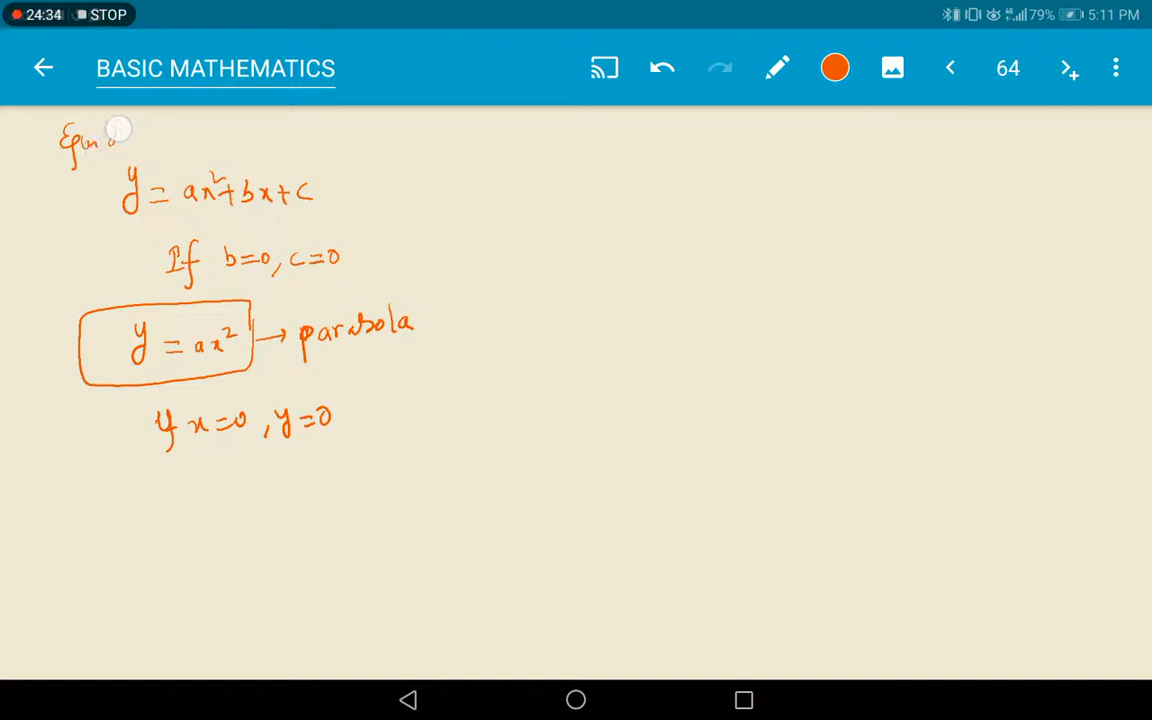 24:34 STOP 79% 5:11 PM
BASIC MATHEMATICS 64
Eqn
y = ax²+bx+c
If b=0, c=0
y = ax² → parabola
If x=0, y=0